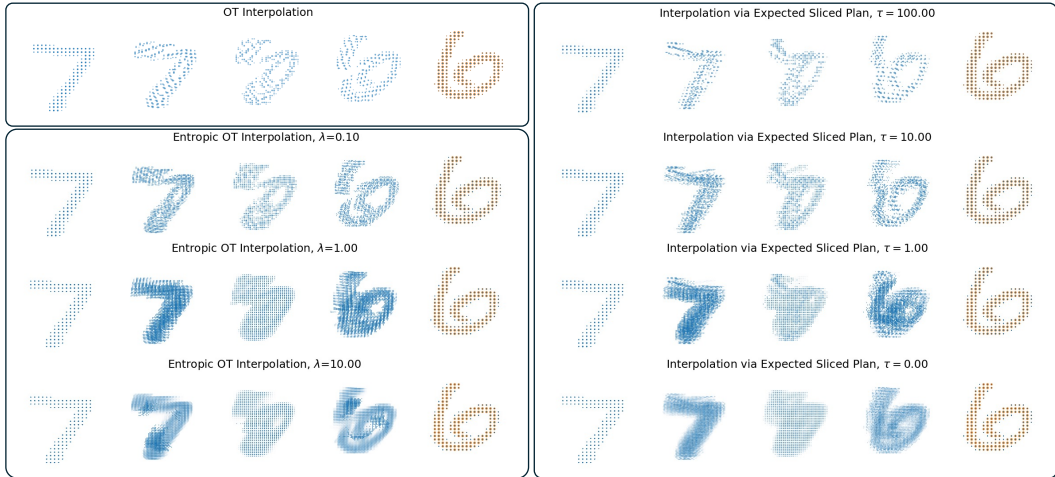 OT Interpolation
Entropic OT Interpolation, λ=0.10
Entropic OT Interpolation, λ=1.00
Entropic OT Interpolation, λ=10.00
Interpolation via Expected Sliced Plan, τ = 100.00
Interpolation via Expected Sliced Plan, τ = 10.00
Interpolation via Expected Sliced Plan, τ = 1.00
Interpolation via Expected Sliced Plan, τ = 0.00